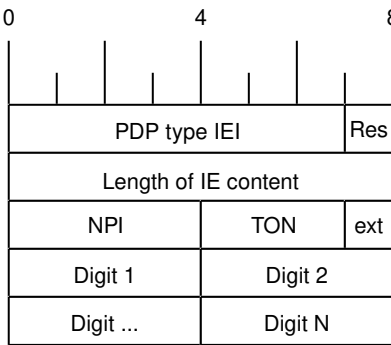 0 4 8
PDP type IEI Res
Length of IE content
NPI TON ext
Digit 1 Digit 2
Digit ... Digit N